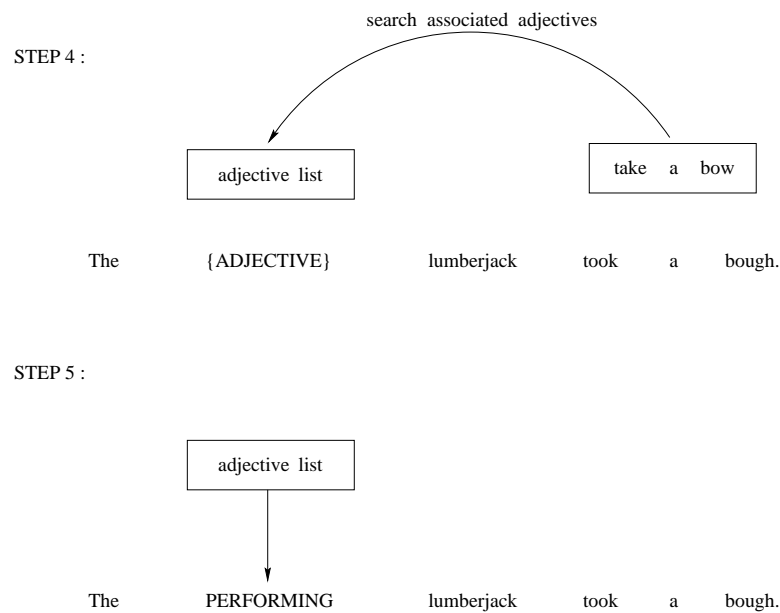 search associated adjectives
STEP 4 :
adjective list
take a bow
The {ADJECTIVE} lumberjack took a bough.
STEP 5 :
adjective list
The PERFORMING lumberjack took a bough.